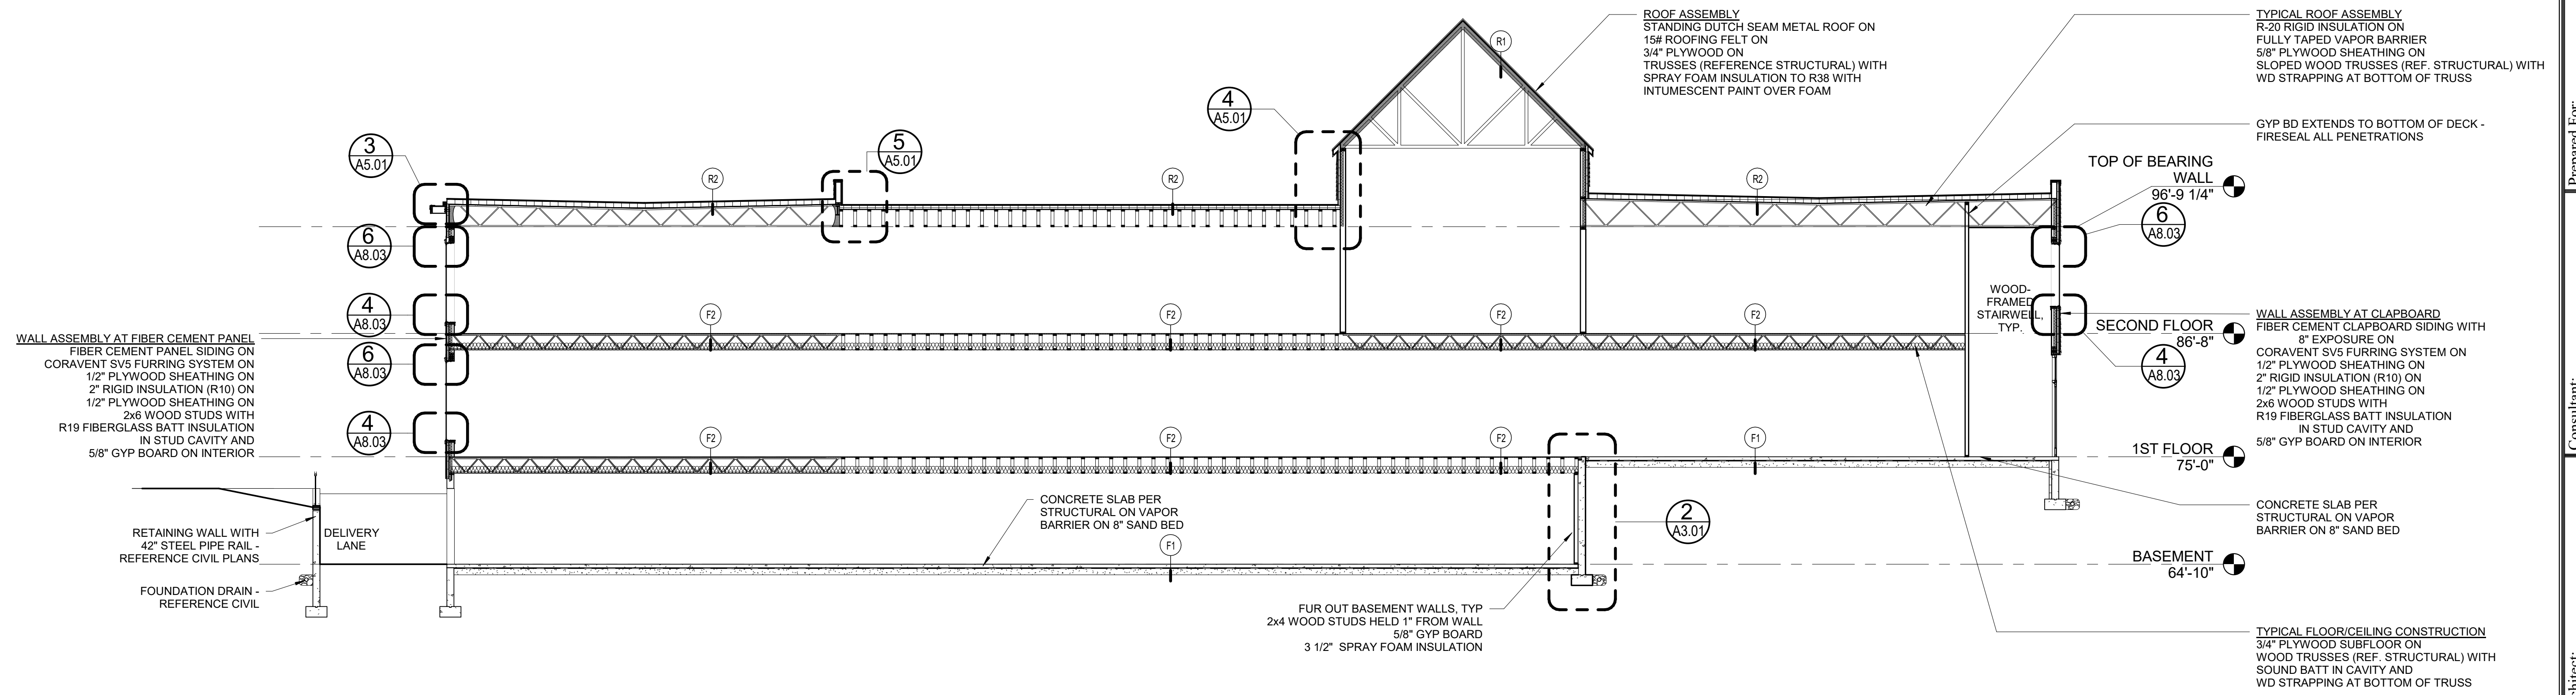 ROOF ASSEMBLY
STANDING DUTCH SEAM METAL ROOF ON
15# ROOFING FELT ON
3/4" PLYWOOD ON
TRUSSES (REFERENCE STRUCTURAL) WITH
SPRAY FOAM INSULATION TO R38 WITH
INTUMESCENT PAINT OVER FOAM
TYPICAL ROOF ASSEMBLY
R-20 RIGID INSULATION ON
FULLY TAPED VAPOR BARRIER
5/8" PLYWOOD SHEATHING ON
SLOPED WOOD TRUSSES (REF. STRUCTURAL) WITH
WD STRAPPING AT BOTTOM OF TRUSS
GYP BD EXTENDS TO BOTTOM OF DECK -
FIRESEAL ALL PENETRATIONS
TOP OF BEARING
WALL
96'-9 1/4"
R1
4
A5.01
3
A5.01
5
A5.01
R2
R2
R2
6
A8.03
6
A8.03
4
A8.03
F2
F2
F2
F2
WOOD-
FRAMED
STAIRWELL,
TYP.
SECOND FLOOR
86'-8"
4
A8.03
WALL ASSEMBLY AT FIBER CEMENT PANEL
FIBER CEMENT PANEL SIDING ON
CORAVENT SV5 FURRING SYSTEM ON
1/2" PLYWOOD SHEATHING ON
2" RIGID INSULATION (R10) ON
1/2" PLYWOOD SHEATHING ON
2x6 WOOD STUDS WITH
R19 FIBERGLASS BATT INSULATION
IN STUD CAVITY AND
5/8" GYP BOARD ON INTERIOR
6
A8.03
4
A8.03
WALL ASSEMBLY AT CLAPBOARD
FIBER CEMENT CLAPBOARD SIDING WITH
8" EXPOSURE ON
CORAVENT SV5 FURRING SYSTEM ON
1/2" PLYWOOD SHEATHING ON
2" RIGID INSULATION (R10) ON
1/2" PLYWOOD SHEATHING ON
2x6 WOOD STUDS WITH
R19 FIBERGLASS BATT INSULATION
IN STUD CAVITY AND
5/8" GYP BOARD ON INTERIOR
F2
F2
F2
F1
1ST FLOOR
75'-0"
RETAINING WALL WITH
42" STEEL PIPE RAIL -
REFERENCE CIVIL PLANS
DELIVERY
LANE
FOUNDATION DRAIN -
REFERENCE CIVIL
CONCRETE SLAB PER
STRUCTURAL ON VAPOR
BARRIER ON 8" SAND BED
F1
2
A3.01
CONCRETE SLAB PER
STRUCTURAL ON VAPOR
BARRIER ON 8" SAND BED
BASEMENT
64'-10"
FUR OUT BASEMENT WALLS, TYP
2x4 WOOD STUDS HELD 1" FROM WALL
5/8" GYP BOARD
3 1/2" SPRAY FOAM INSULATION
TYPICAL FLOOR/CEILING CONSTRUCTION
3/4" PLYWOOD SUBFLOOR ON
WOOD TRUSSES (REF. STRUCTURAL) WITH
SOUND BATT IN CAVITY AND
WD STRAPPING AT BOTTOM OF TRUSS
Prepared For:
Consultant: